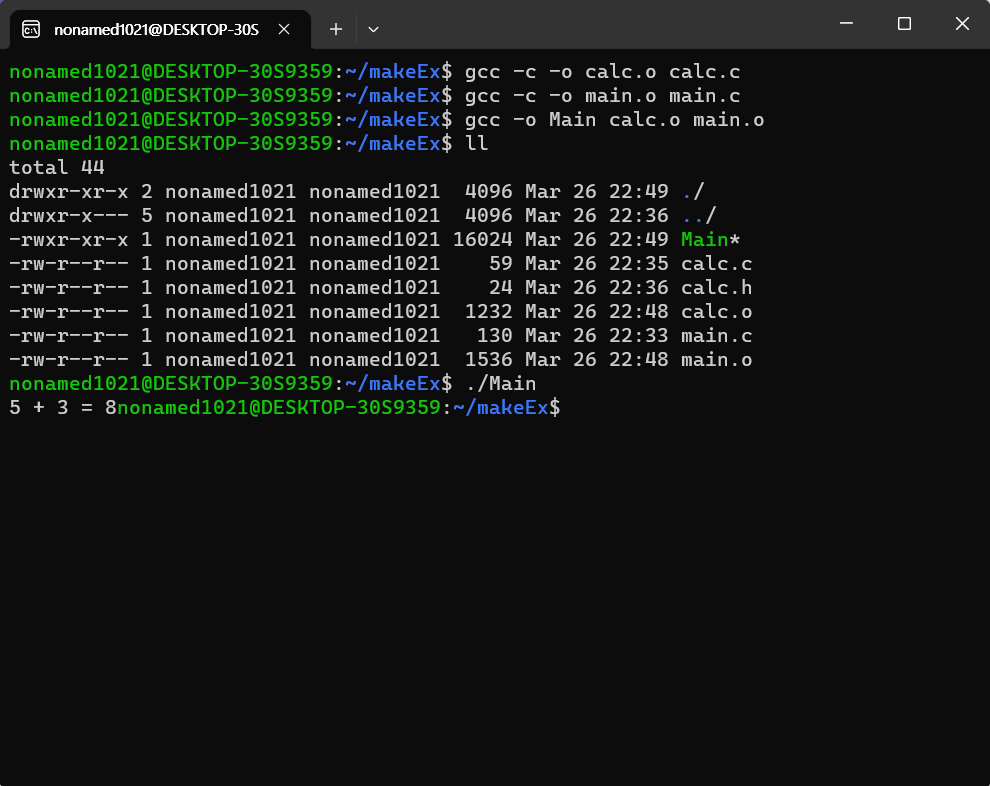 nonamed1021@DESKTOP-30S
nonamed1021@DESKTOP-30S9359:~/makeEx$ gcc -c -o calc.o calc.c
nonamed1021@DESKTOP-30S9359:~/makeEx$ gcc -c -o main.o main.c
nonamed1021@DESKTOP-30S9359:~/makeEx$ gcc -o Main calc.o main.o
nonamed1021@DESKTOP-30S9359:~/makeEx$ ll
total 44
drwxr-xr-x 2 nonamed1021 nonamed1021  4096 Mar 26 22:49 ./
drwxr-x--- 5 nonamed1021 nonamed1021  4096 Mar 26 22:36 ../
-rwxr-xr-x 1 nonamed1021 nonamed1021 16024 Mar 26 22:49 Main*
-rw-r--r-- 1 nonamed1021 nonamed1021    59 Mar 26 22:35 calc.c
-rw-r--r-- 1 nonamed1021 nonamed1021    24 Mar 26 22:36 calc.h
-rw-r--r-- 1 nonamed1021 nonamed1021  1232 Mar 26 22:48 calc.o
-rw-r--r-- 1 nonamed1021 nonamed1021   130 Mar 26 22:33 main.c
-rw-r--r-- 1 nonamed1021 nonamed1021  1536 Mar 26 22:48 main.o
nonamed1021@DESKTOP-30S9359:~/makeEx$ ./Main
5 + 3 = 8nonamed1021@DESKTOP-30S9359:~/makeEx$